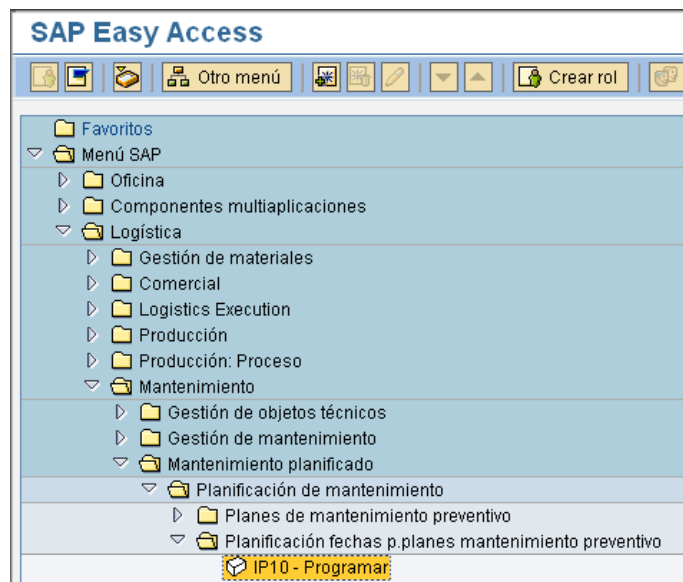 SAP Easy Access
Otro menú Crear rol
Favoritos
Menú SAP
Oficina
Componentes multiaplicaciones
Logística
Gestión de materiales
Comercial
Logistics Execution
Producción
Producción: Proceso
Mantenimiento
Gestión de objetos técnicos
Gestión de mantenimiento
Mantenimiento planificado
Planificación de mantenimiento
Planes de mantenimiento preventivo
Planificación fechas p.planes mantenimiento preventivo
IP10 - Programar